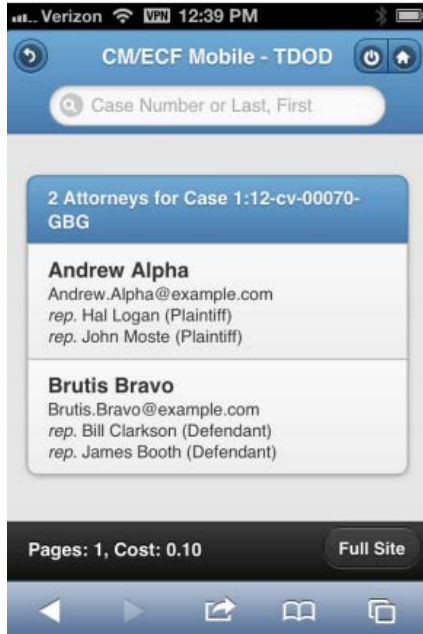 Verizon VPN 12:39 PM
CM/ECF Mobile - TDOD
Case Number or Last, First
2 Attorneys for Case 1:12-cv-00070-
GBG
Andrew Alpha
Andrew.Alpha@example.com
rep. Hal Logan (Plaintiff)
rep. John Moste (Plaintiff)
Brutis Bravo
Brutis.Bravo@example.com
rep. Bill Clarkson (Defendant)
rep. James Booth (Defendant)
Pages: 1, Cost: 0.10 Full Site